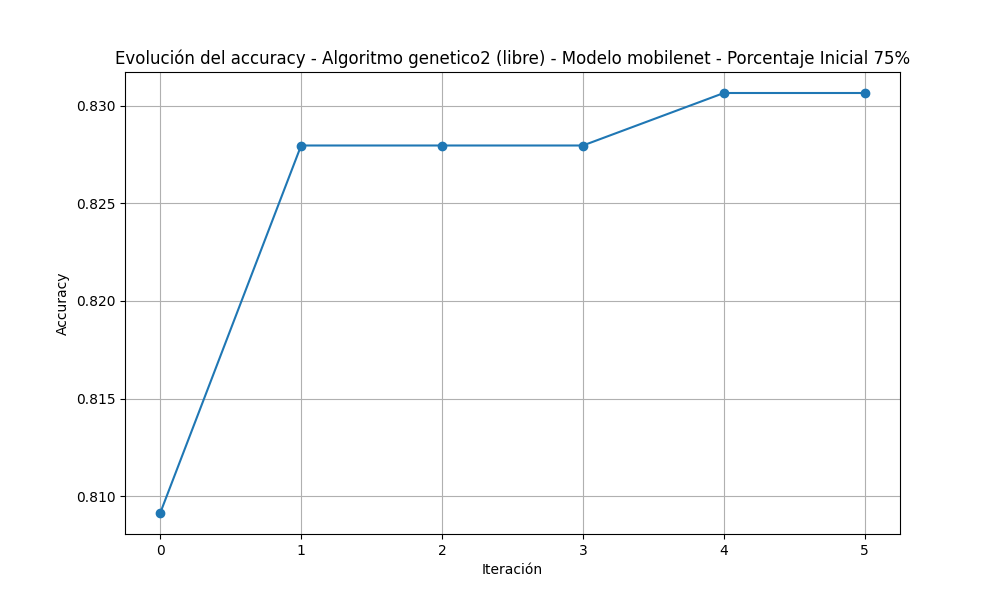 Evolución del accuracy - Algoritmo genetico2 (libre) - Modelo mobilenet - Porcentaje Inicial 75%
0.830
0.825
0.820
0.815
0.810
Accuracy
0 1 2 3 4 5
Iteración